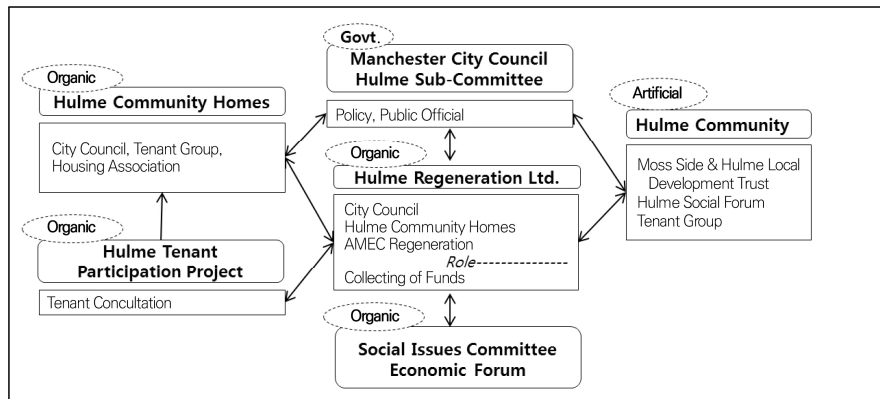 Govt.
Manchester City Council
Hulme Sub-Committee
Policy, Public Official
Organic
Hulme Community Homes
City Council, Tenant Group,
Housing Association
Organic
Hulme Tenant
Participation Project
Tenant Concultation
Organic
Hulme Regeneration Ltd.
City Council
Hulme Community Homes
AMEC Regeneration
Role---------------
Collecting of Funds
Organic
Social Issues Committee
Economic Forum
Artificial
Hulme Community
Moss Side & Hulme Local
Development Trust
Hulme Social Forum
Tenant Group